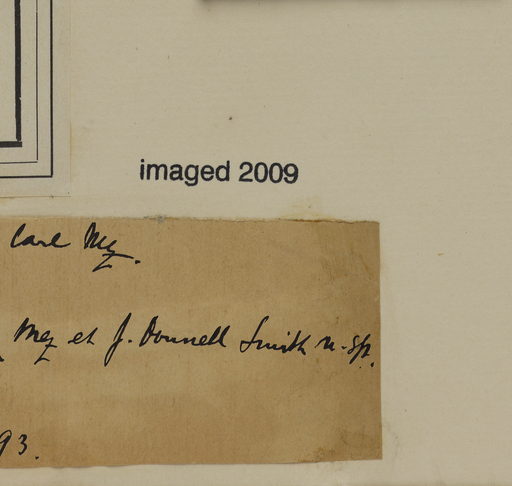 imaged 2009
Carl Mez.
Mez et J. Donnell Smith n. sp.
93.